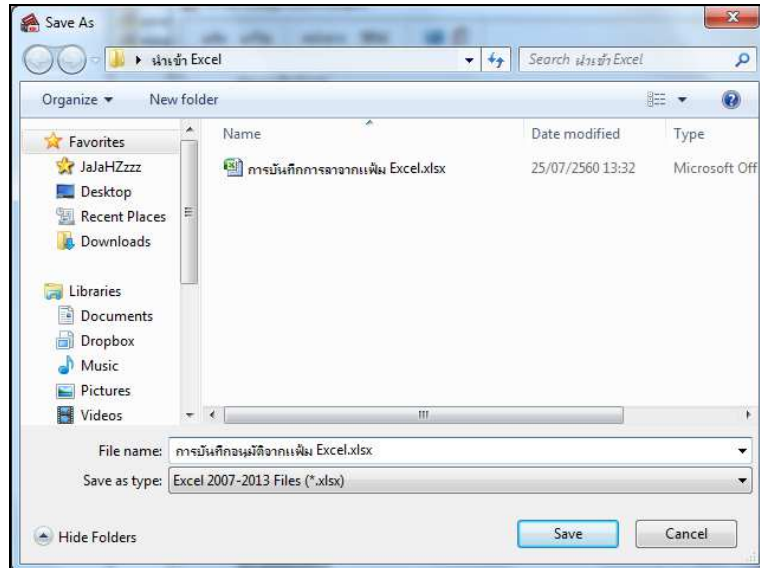 Save As
นำเข้า Excel
Search นำเข้า Excel
Organize
New folder
Name
Date modified
Type
Favorites
JaJaHZzzz
Desktop
Recent Places
Downloads
Libraries
Documents
Dropbox
Music
Pictures
Videos
การบันทึกการลาจากแฟ้ม Excel.xlsx
25/07/2560 13:32
Microsoft Off
File name: การบันทึกอนุมัติจากแฟ้ม Excel.xlsx
Save as type: Excel 2007-2013 Files (*.xlsx)
Hide Folders
Save
Cancel